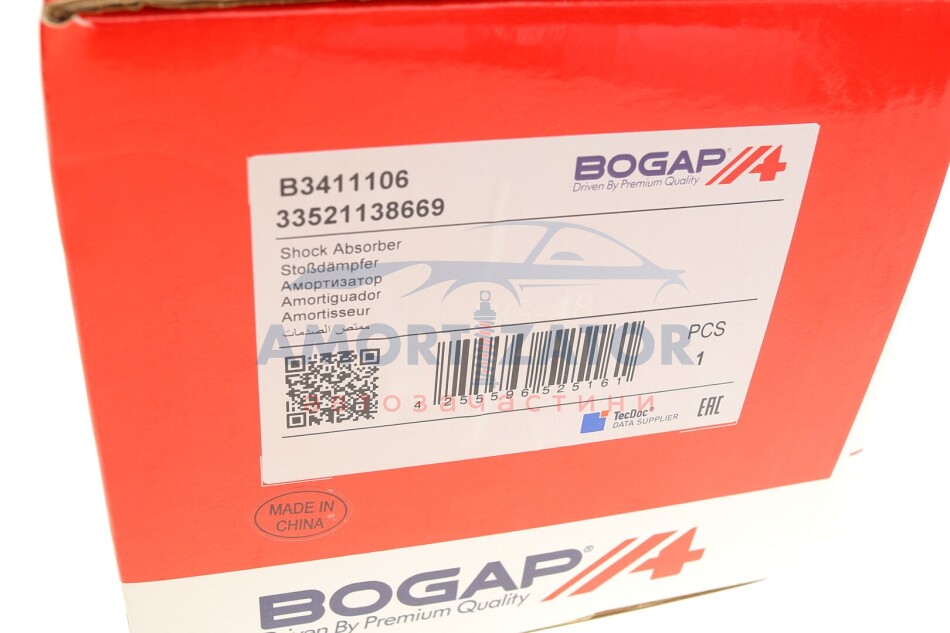 B3411106
33521138669
BOGAP®
Driven By Premium Quality
Shock Absorber
Stoßdämpfer
Амортизатор
Amortiguador
Amortisseur
ممتص الصدمات
AMORTIZATOR
автозапчастини
PCS
1
4 255596 525161
TecDoc®
DATA SUPPLIER
EAC
MADE IN
CHINA
BOGAP®
Driven By Premium Quality